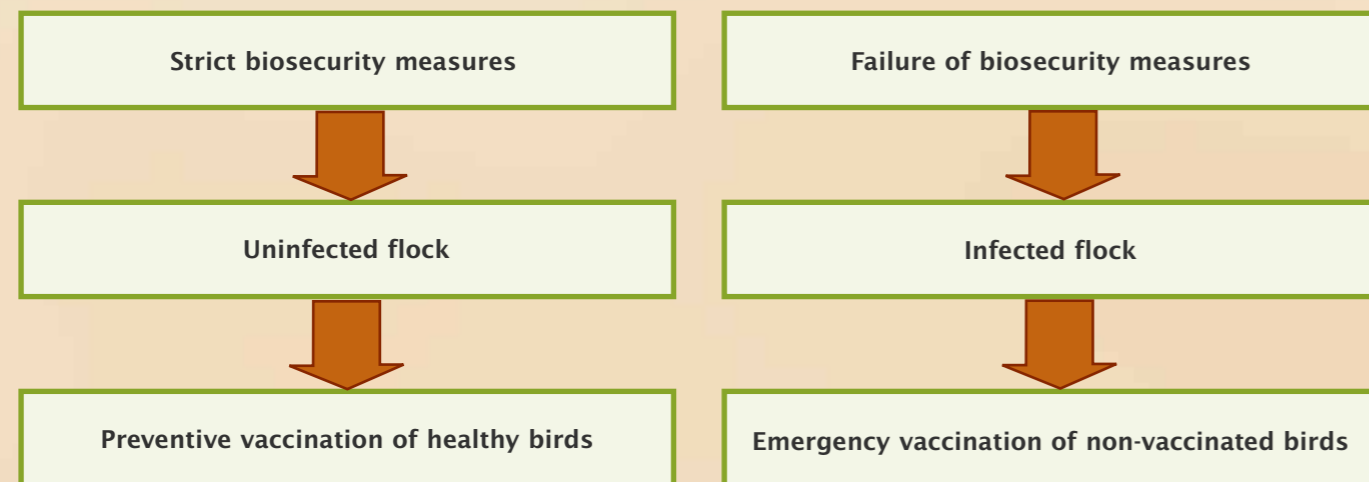 Strict biosecurity measures
Failure of biosecurity measures
Uninfected flock
Infected flock
Preventive vaccination of healthy birds
Emergency vaccination of non-vaccinated birds